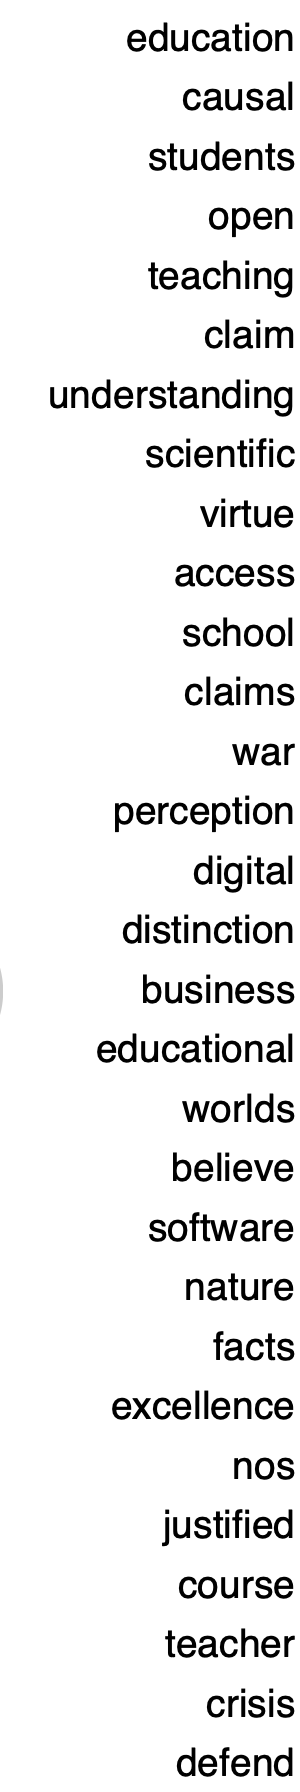 education
causal
students
open
teaching
claim
understanding
scientific
virtue
access
school
claims
war
perception
digital
distinction
business
educational
worlds
believe
software
nature
facts
excellence
nos
justified
course
teacher
crisis
defend